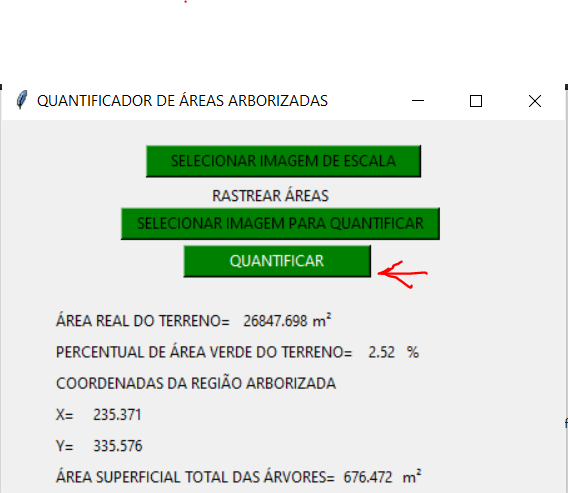 QUANTIFICADOR DE ÁREAS ARBORIZADAS
SELECIONAR IMAGEM DE ESCALA
RASTREAR ÁREAS
SELECIONAR IMAGEM PARA QUANTIFICAR
QUANTIFICAR
ÁREA REAL DO TERRENO= 26847.698 m²
PERCENTUAL DE ÁREA VERDE DO TERRENO= 2.52 %
COORDENADAS DA REGIÃO ARBORIZADA
X= 235.371
Y= 335.576
ÁREA SUPERFICIAL TOTAL DAS ÁRVORES= 676.472 m²